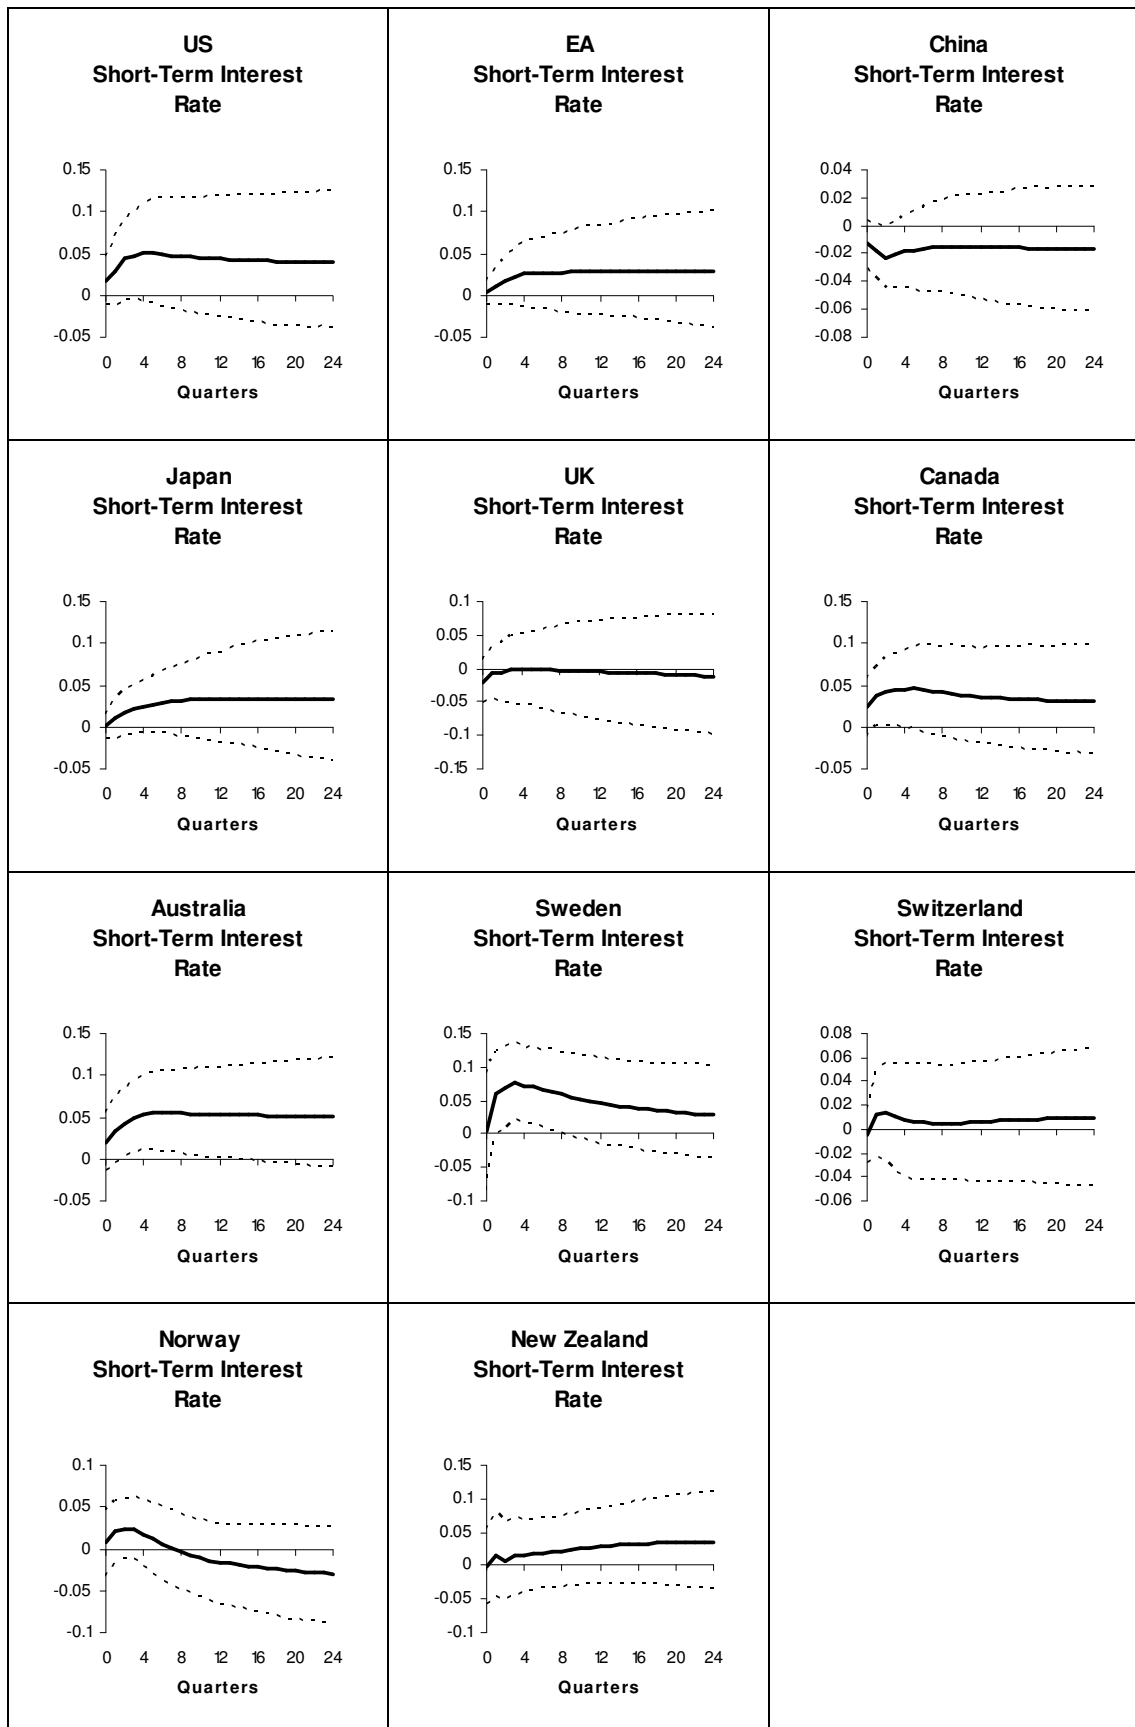 US
Short-Term Interest
Rate
0.15
0.1
0.05
0
-0.05
0 4 8 12 16 20 24
Quarters
EA
Short-Term Interest
Rate
0.15
0.1
0.05
0
-0.05
0 4 8 12 16 20 24
Quarters
China
Short-Term Interest
Rate
0.04
0.02
0
-0.02
-0.04
-0.06
-0.08
0 4 8 12 16 20 24
Quarters
Japan
Short-Term Interest
Rate
0.15
0.1
0.05
0
-0.05
0 4 8 12 16 20 24
Quarters
UK
Short-Term Interest
Rate
0.1
0.05
0
-0.05
-0.1
-0.15
0 4 8 12 16 20 24
Quarters
Canada
Short-Term Interest
Rate
0.15
0.1
0.05
0
-0.05
0 4 8 12 16 20 24
Quarters
Australia
Short-Term Interest
Rate
0.15
0.1
0.05
0
-0.05
0 4 8 12 16 20 24
Quarters
Sweden
Short-Term Interest
Rate
0.15
0.1
0.05
0
-0.05
-0.1
0 4 8 12 16 20 24
Quarters
Switzerland
Short-Term Interest
Rate
0.08
0.06
0.04
0.02
0
-0.02
-0.04
-0.06
0 4 8 12 16 20 24
Quarters
Norway
Short-Term Interest
Rate
0.1
0.05
0
-0.05
-0.1
0 4 8 12 16 20 24
Quarters
New Zealand
Short-Term Interest
Rate
0.15
0.1
0.05
0
-0.05
-0.1
0 4 8 12 16 20 24
Quarters